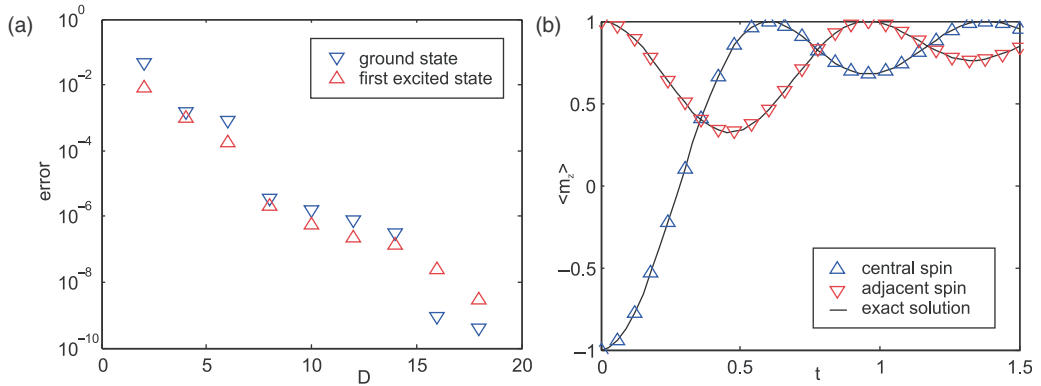 (a)
10^0
10^-2
10^-4
10^-6
10^-8
10^-10
error
0
5
10
15
20
D
ground state
first excited state
(b)
1
0.5
0
−0.5
−1
<m_z>
0
0.5
1
1.5
t
central spin
adjacent spin
exact solution